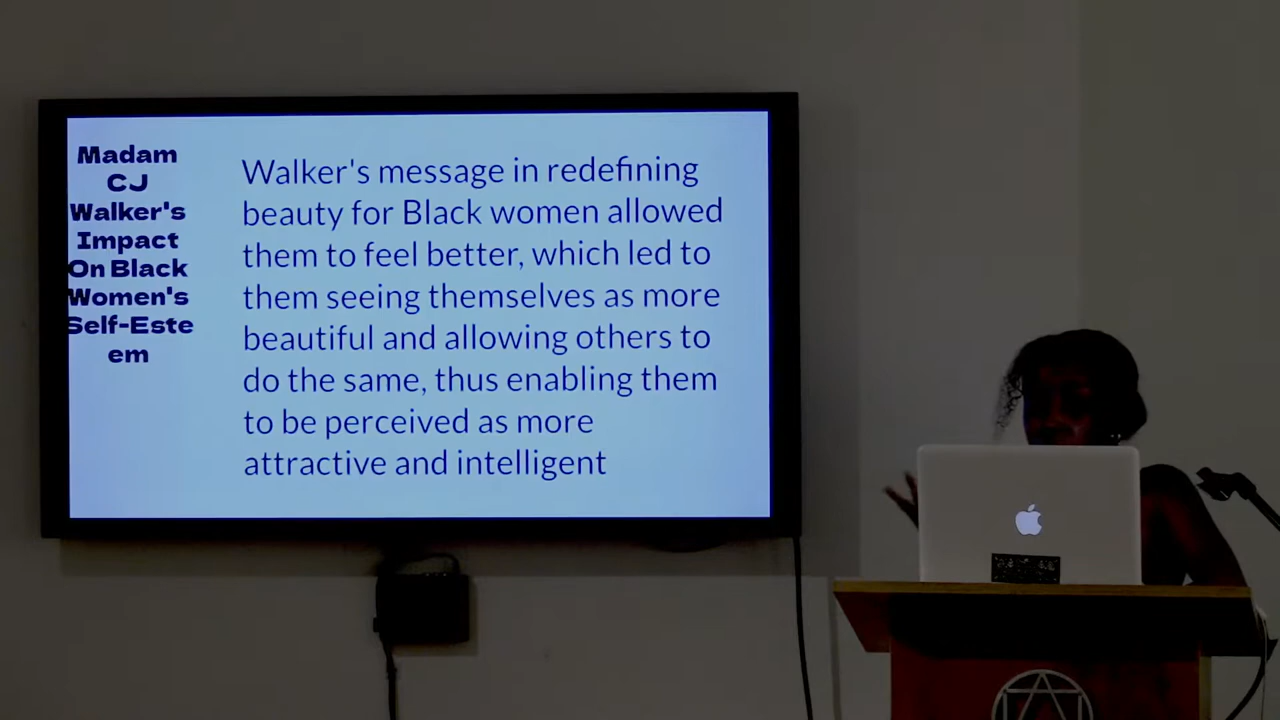 Madam
CJ
Walker's
Impact
On Black
Women's
Self-Este
em
Walker's message in redefining
beauty for Black women allowed
them to feel better, which led to
them seeing themselves as more
beautiful and allowing others to
do the same, thus enabling them
to be perceived as more
attractive and intelligent